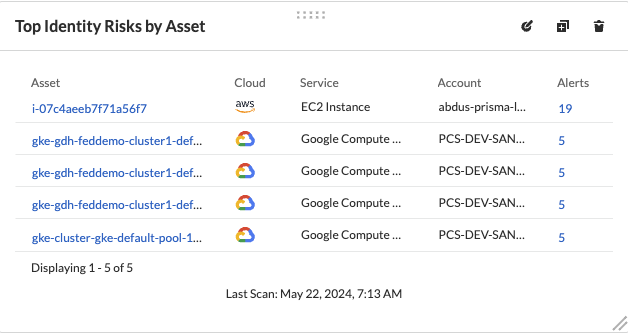 Top Identity Risks by Asset
Asset Cloud Service Account Alerts
i-07c4aeeb7f71a56f7 aws EC2 Instance abdus-prisma-l... 19
gke-gdh-feddemo-cluster1-def... Google Compute ... PCS-DEV-SAN... 5
gke-gdh-feddemo-cluster1-def... Google Compute ... PCS-DEV-SAN... 5
gke-gdh-feddemo-cluster1-def... Google Compute ... PCS-DEV-SAN... 5
gke-cluster-gke-default-pool-1... Google Compute ... PCS-DEV-SAN... 5
Displaying 1 - 5 of 5
Last Scan: May 22, 2024, 7:13 AM